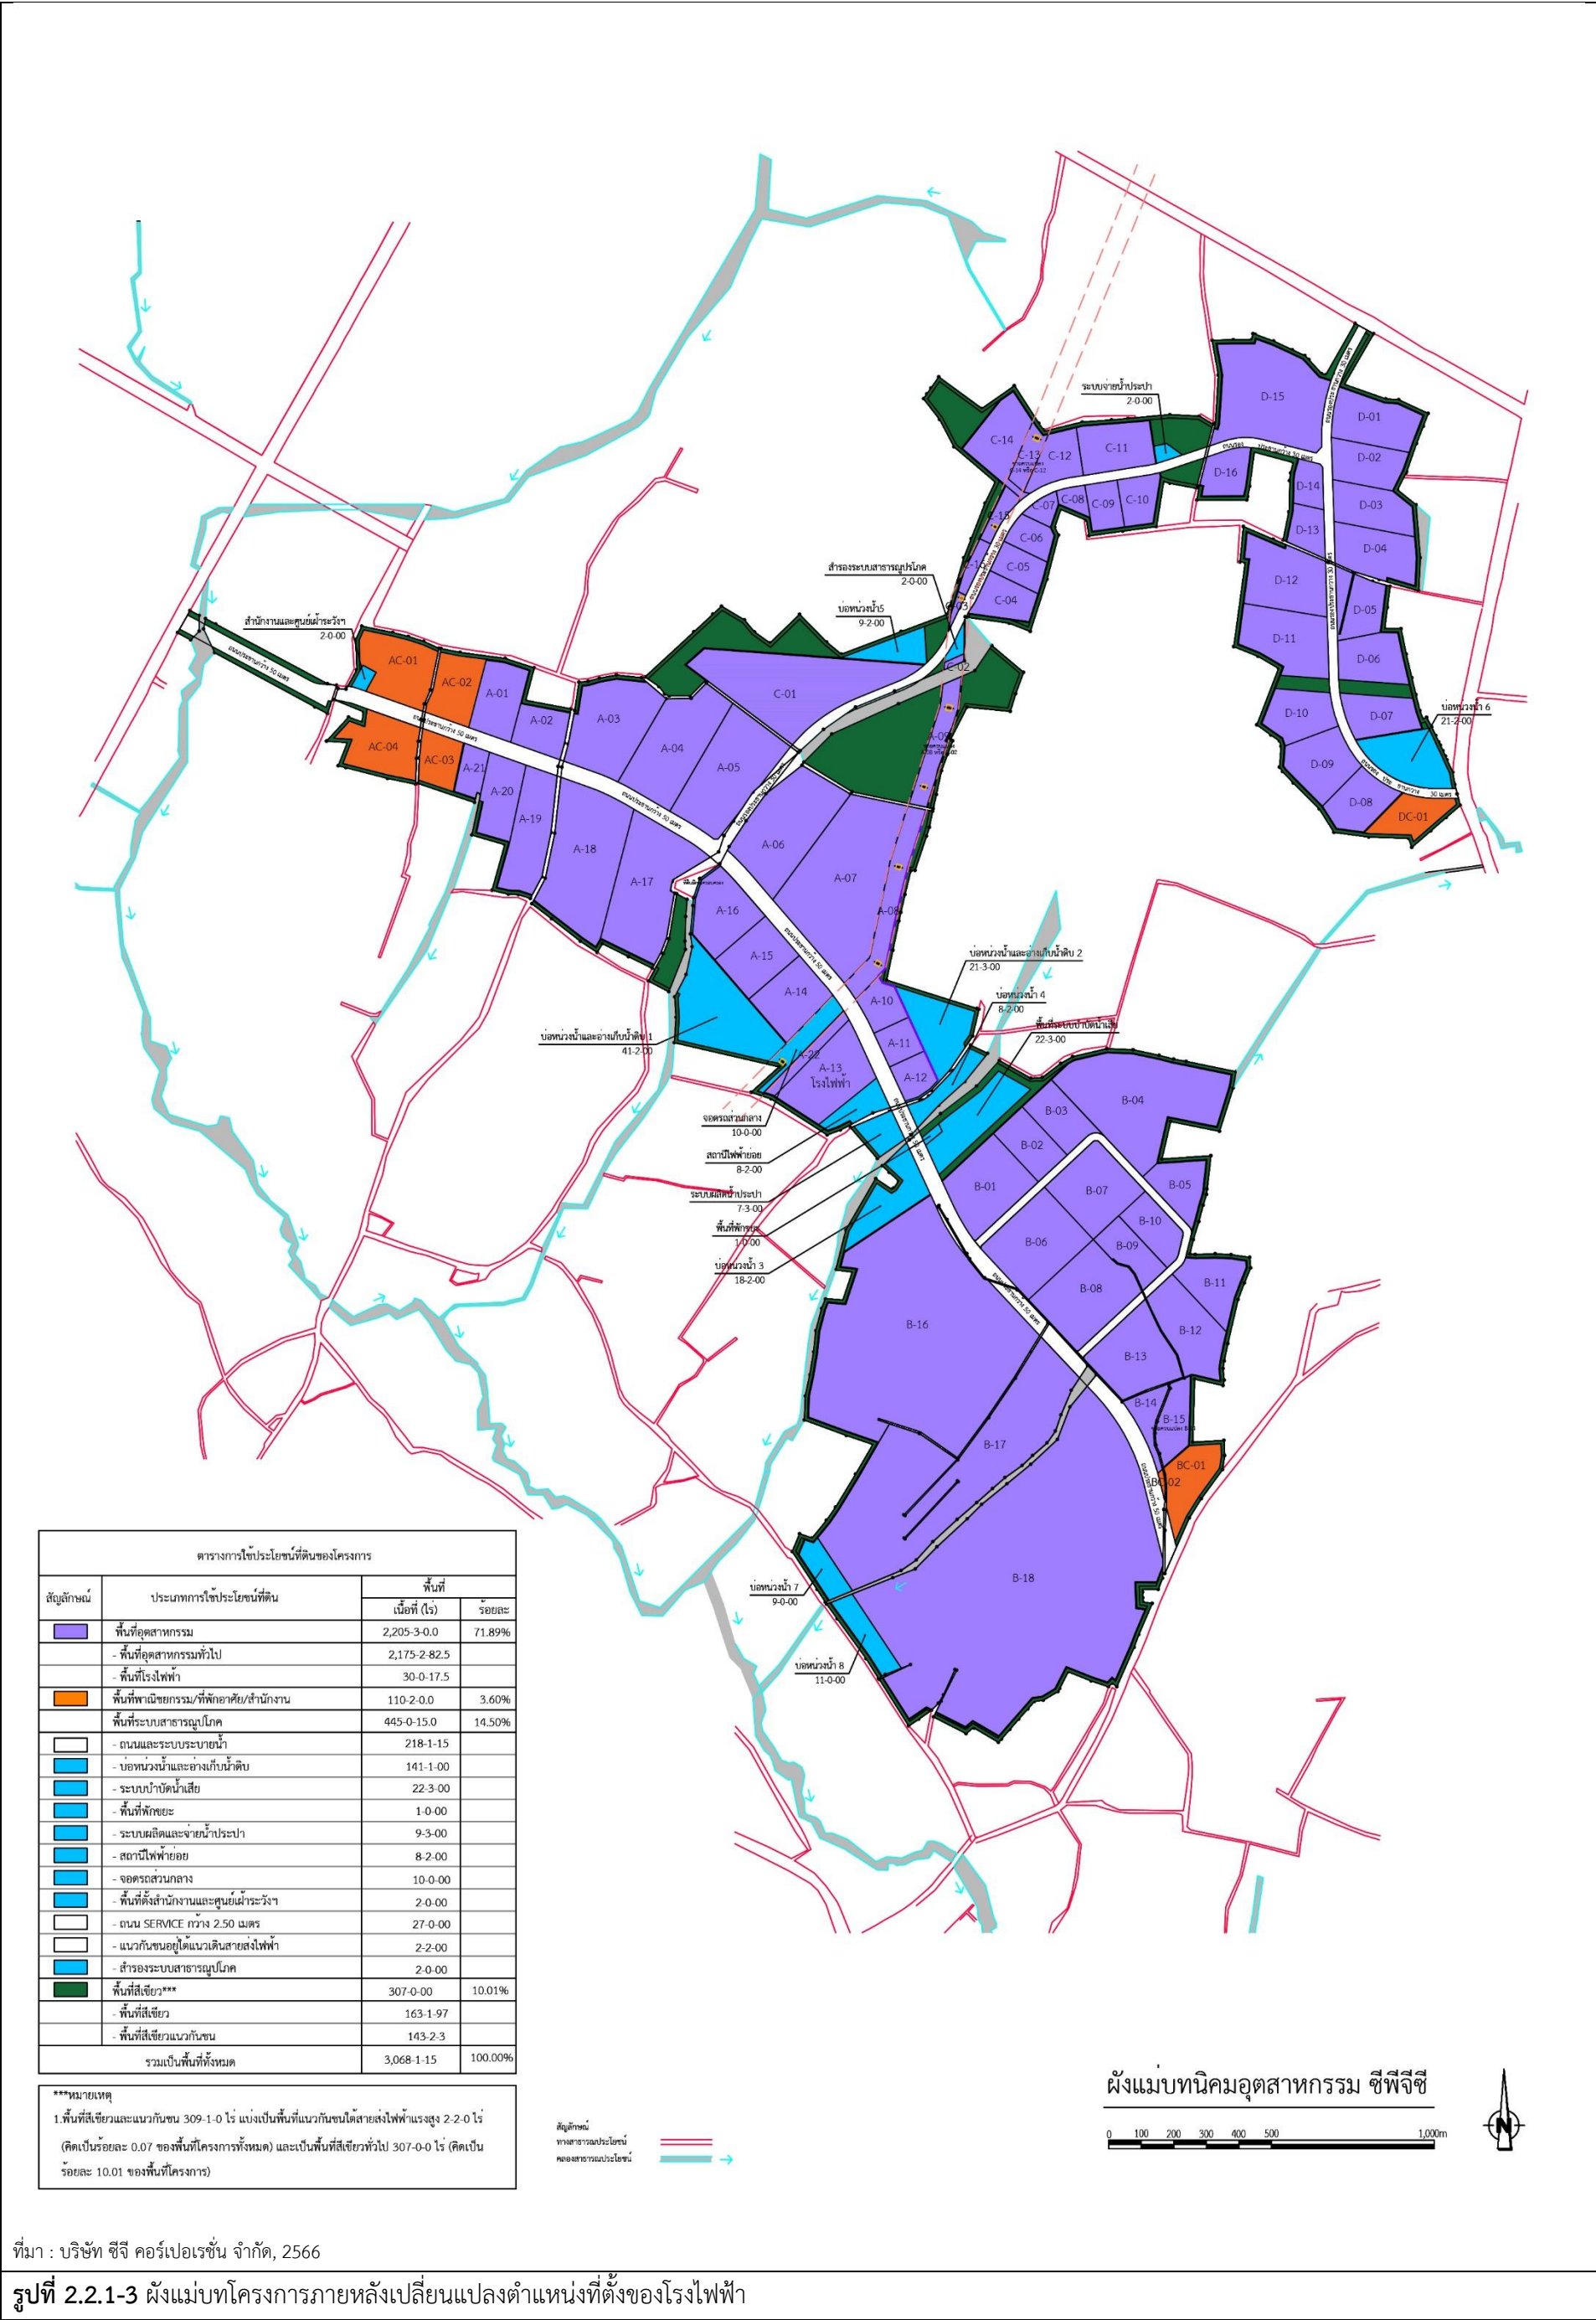 ระบบจ่ายน้ำประปา
2-0-00
D-15
D-01
D-02
D-03
D-04
D-16
D-14
D-13
D-12
D-11
D-05
D-06
D-07
D-10
D-09
D-08
DC-01
บ่อหน่วงน้ำ 6
21-2-00
C-14
C-13
C-12
C-11
C-10
C-09
C-08
C-07
C-06
C-05
C-04
C-15
C-02
C-01
สำรองระบบสาธารณูปโภค
2-0-00
บ่อหน่วงน้ำ5
9-2-00
สำนักงานและศูนย์เฝ้าระวังฯ
2-0-00
ถนนประธานกว้าง 50 เมตร
AC-01
AC-02
AC-03
AC-04
A-01
A-02
A-03
A-04
A-05
A-06
A-07
A-08
A-09
A-10
A-11
A-12
A-13
โรงไฟฟ้า
A-14
A-15
A-16
A-17
A-18
A-19
A-20
A-21
A-22
บ่อหน่วงน้ำและอ่างเก็บน้ำดิบ 2
21-3-00
บ่อหน่วงน้ำ 4
8-2-00
พื้นที่ระบบบำบัดน้ำเสีย
22-3-00
บ่อหน่วงน้ำและอ่างเก็บน้ำดิบ 1
41-2-00
จอดรถส่วนกลาง
10-0-00
สถานีไฟฟ้าย่อย
8-2-00
ระบบผลิตน้ำประปา
7-3-00
พื้นที่พักขยะ
1-0-00
บ่อหน่วงน้ำ 3
18-2-00
B-01
B-02
B-03
B-04
B-05
B-06
B-07
B-08
B-09
B-10
B-11
B-12
B-13
B-14
B-15
B-16
B-17
B-18
BC-01
BC-02
บ่อหน่วงน้ำ 7
9-0-00
บ่อหน่วงน้ำ 8
11-0-00
ตารางการใช้ประโยชน์ที่ดินของโครงการ
สัญลักษณ์ ประเภทการใช้ประโยชน์ที่ดิน พื้นที่
เนื้อที่ (ไร่) ร้อยละ
พื้นที่อุตสาหกรรม 2,205-3-0.0 71.89%
- พื้นที่อุตสาหกรรมทั่วไป 2,175-2-82.5
- พื้นที่โรงไฟฟ้า 30-0-17.5
พื้นที่พาณิชยกรรม/ที่พักอาศัย/สำนักงาน 110-2-0.0 3.60%
พื้นที่ระบบสาธารณูปโภค 445-0-15.0 14.50%
- ถนนและระบบระบายน้ำ 218-1-15
- บ่อหน่วงน้ำและอ่างเก็บน้ำดิบ 141-1-00
- ระบบบำบัดน้ำเสีย 22-3-00
- พื้นที่พักขยะ 1-0-00
- ระบบผลิตและจ่ายน้ำประปา 9-3-00
- สถานีไฟฟ้าย่อย 8-2-00
- จอดรถส่วนกลาง 10-0-00
- พื้นที่ตั้งสำนักงานและศูนย์เฝ้าระวังฯ 2-0-00
- ถนน SERVICE กว้าง 2.50 เมตร 27-0-00
- แนวกันชนอยู่ใต้แนวเดินสายส่งไฟฟ้า 2-2-00
- สำรองระบบสาธารณูปโภค 2-0-00
พื้นที่สีเขียว*** 307-0-00 10.01%
- พื้นที่สีเขียว 163-1-97
- พื้นที่สีเขียวแนวกันชน 143-2-3
รวมเป็นพื้นที่ทั้งหมด 3,068-1-15 100.00%
***หมายเหตุ
1.พื้นที่สีเขียวและแนวกันชน 309-1-0 ไร่ แบ่งเป็นพื้นที่แนวกันชนใต้สายส่งไฟฟ้าแรงสูง 2-2-0 ไร่
(คิดเป็นร้อยละ 0.07 ของพื้นที่โครงการทั้งหมด) และเป็นพื้นที่สีเขียวทั่วไป 307-0-0 ไร่ (คิดเป็น
ร้อยละ 10.01 ของพื้นที่โครงการ)
สัญลักษณ์
ทางสาธารณประโยชน์
คลองสาธารณประโยชน์
ผังแม่บทนิคมอุตสาหกรรม ซีพีจีซี
0 100 200 300 400 500 1,000m
N
ที่มา : บริษัท ซีจี คอร์เปอเรชั่น จำกัด, 2566
รูปที่ 2.2.1-3 ผังแม่บทโครงการภายหลังเปลี่ยนแปลงตำแหน่งที่ตั้งของโรงไฟฟ้า